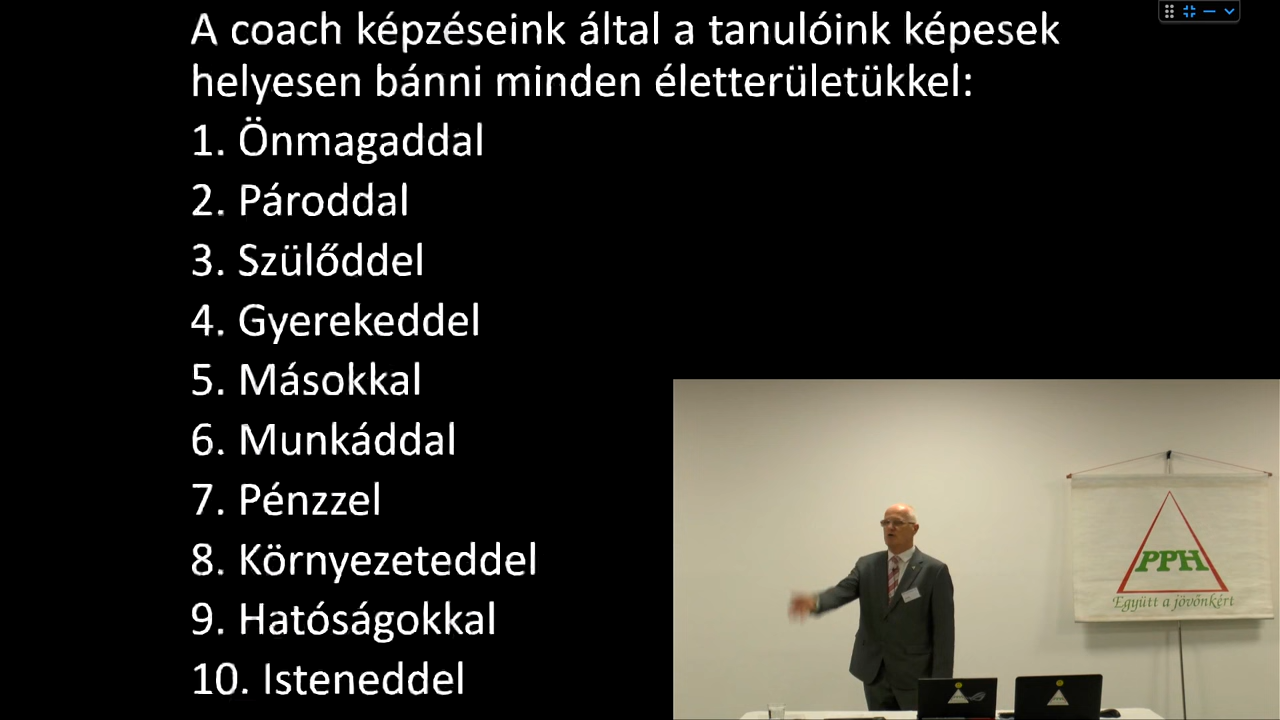 A coach képzéseink által a tanulóink képesek
helyesen bánni minden életterületükkel:
1. Önmagaddal
2. Pároddal
3. Szülőddel
4. Gyerekeddel
5. Másokkal
6. Munkáddal
7. Pénzzel
8. Környezeteddel
9. Hatóságokkal
10. Isteneddel
PPH
Együtt a jövőnkért